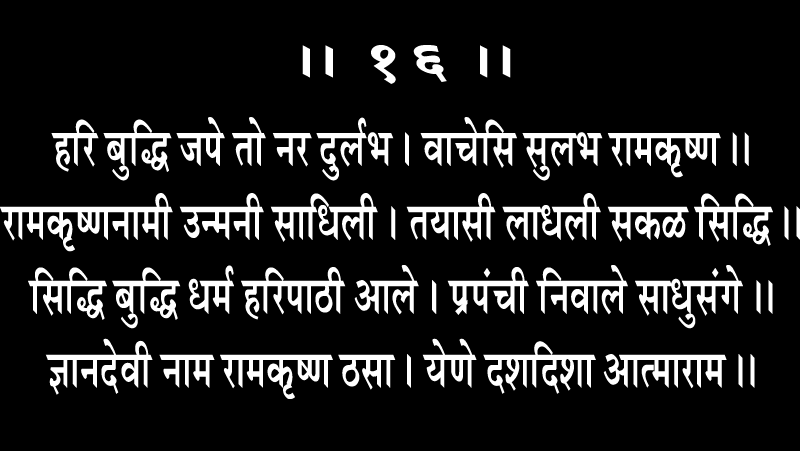 ।। १६ ।।
हरि बुद्धि जपे तो नर दुर्लभ । वाचेसि सुलभ रामकृष्ण ।।
रामकृष्णनामी उन्मनी साधिली । तयासी लाधली सकळ सिद्धि ।।
सिद्धि बुद्धि धर्म हरिपाठी आले । प्रपंची निवाले साधुसंगे ।।
ज्ञानदेवी नाम रामकृष्ण ठसा । येणे दशदिशा आत्माराम ।।